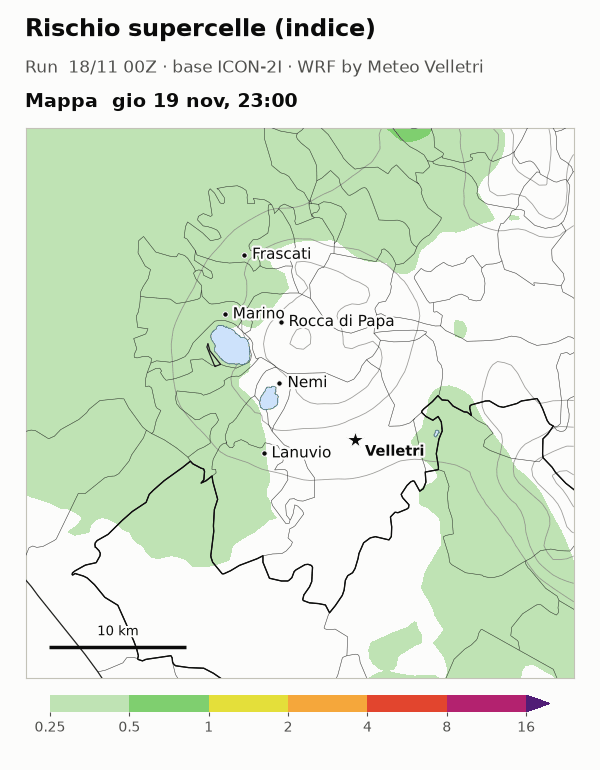 Rischio supercelle (indice)
Run  18/11 00Z · base ICON-2I · WRF by Meteo Velletri
Mappa  gio 19 nov, 23:00
Frascati
Marino
Rocca di Papa
Nemi
Velletri
Lanuvio
10 km
0.25 0.5 1 2 4 8 16